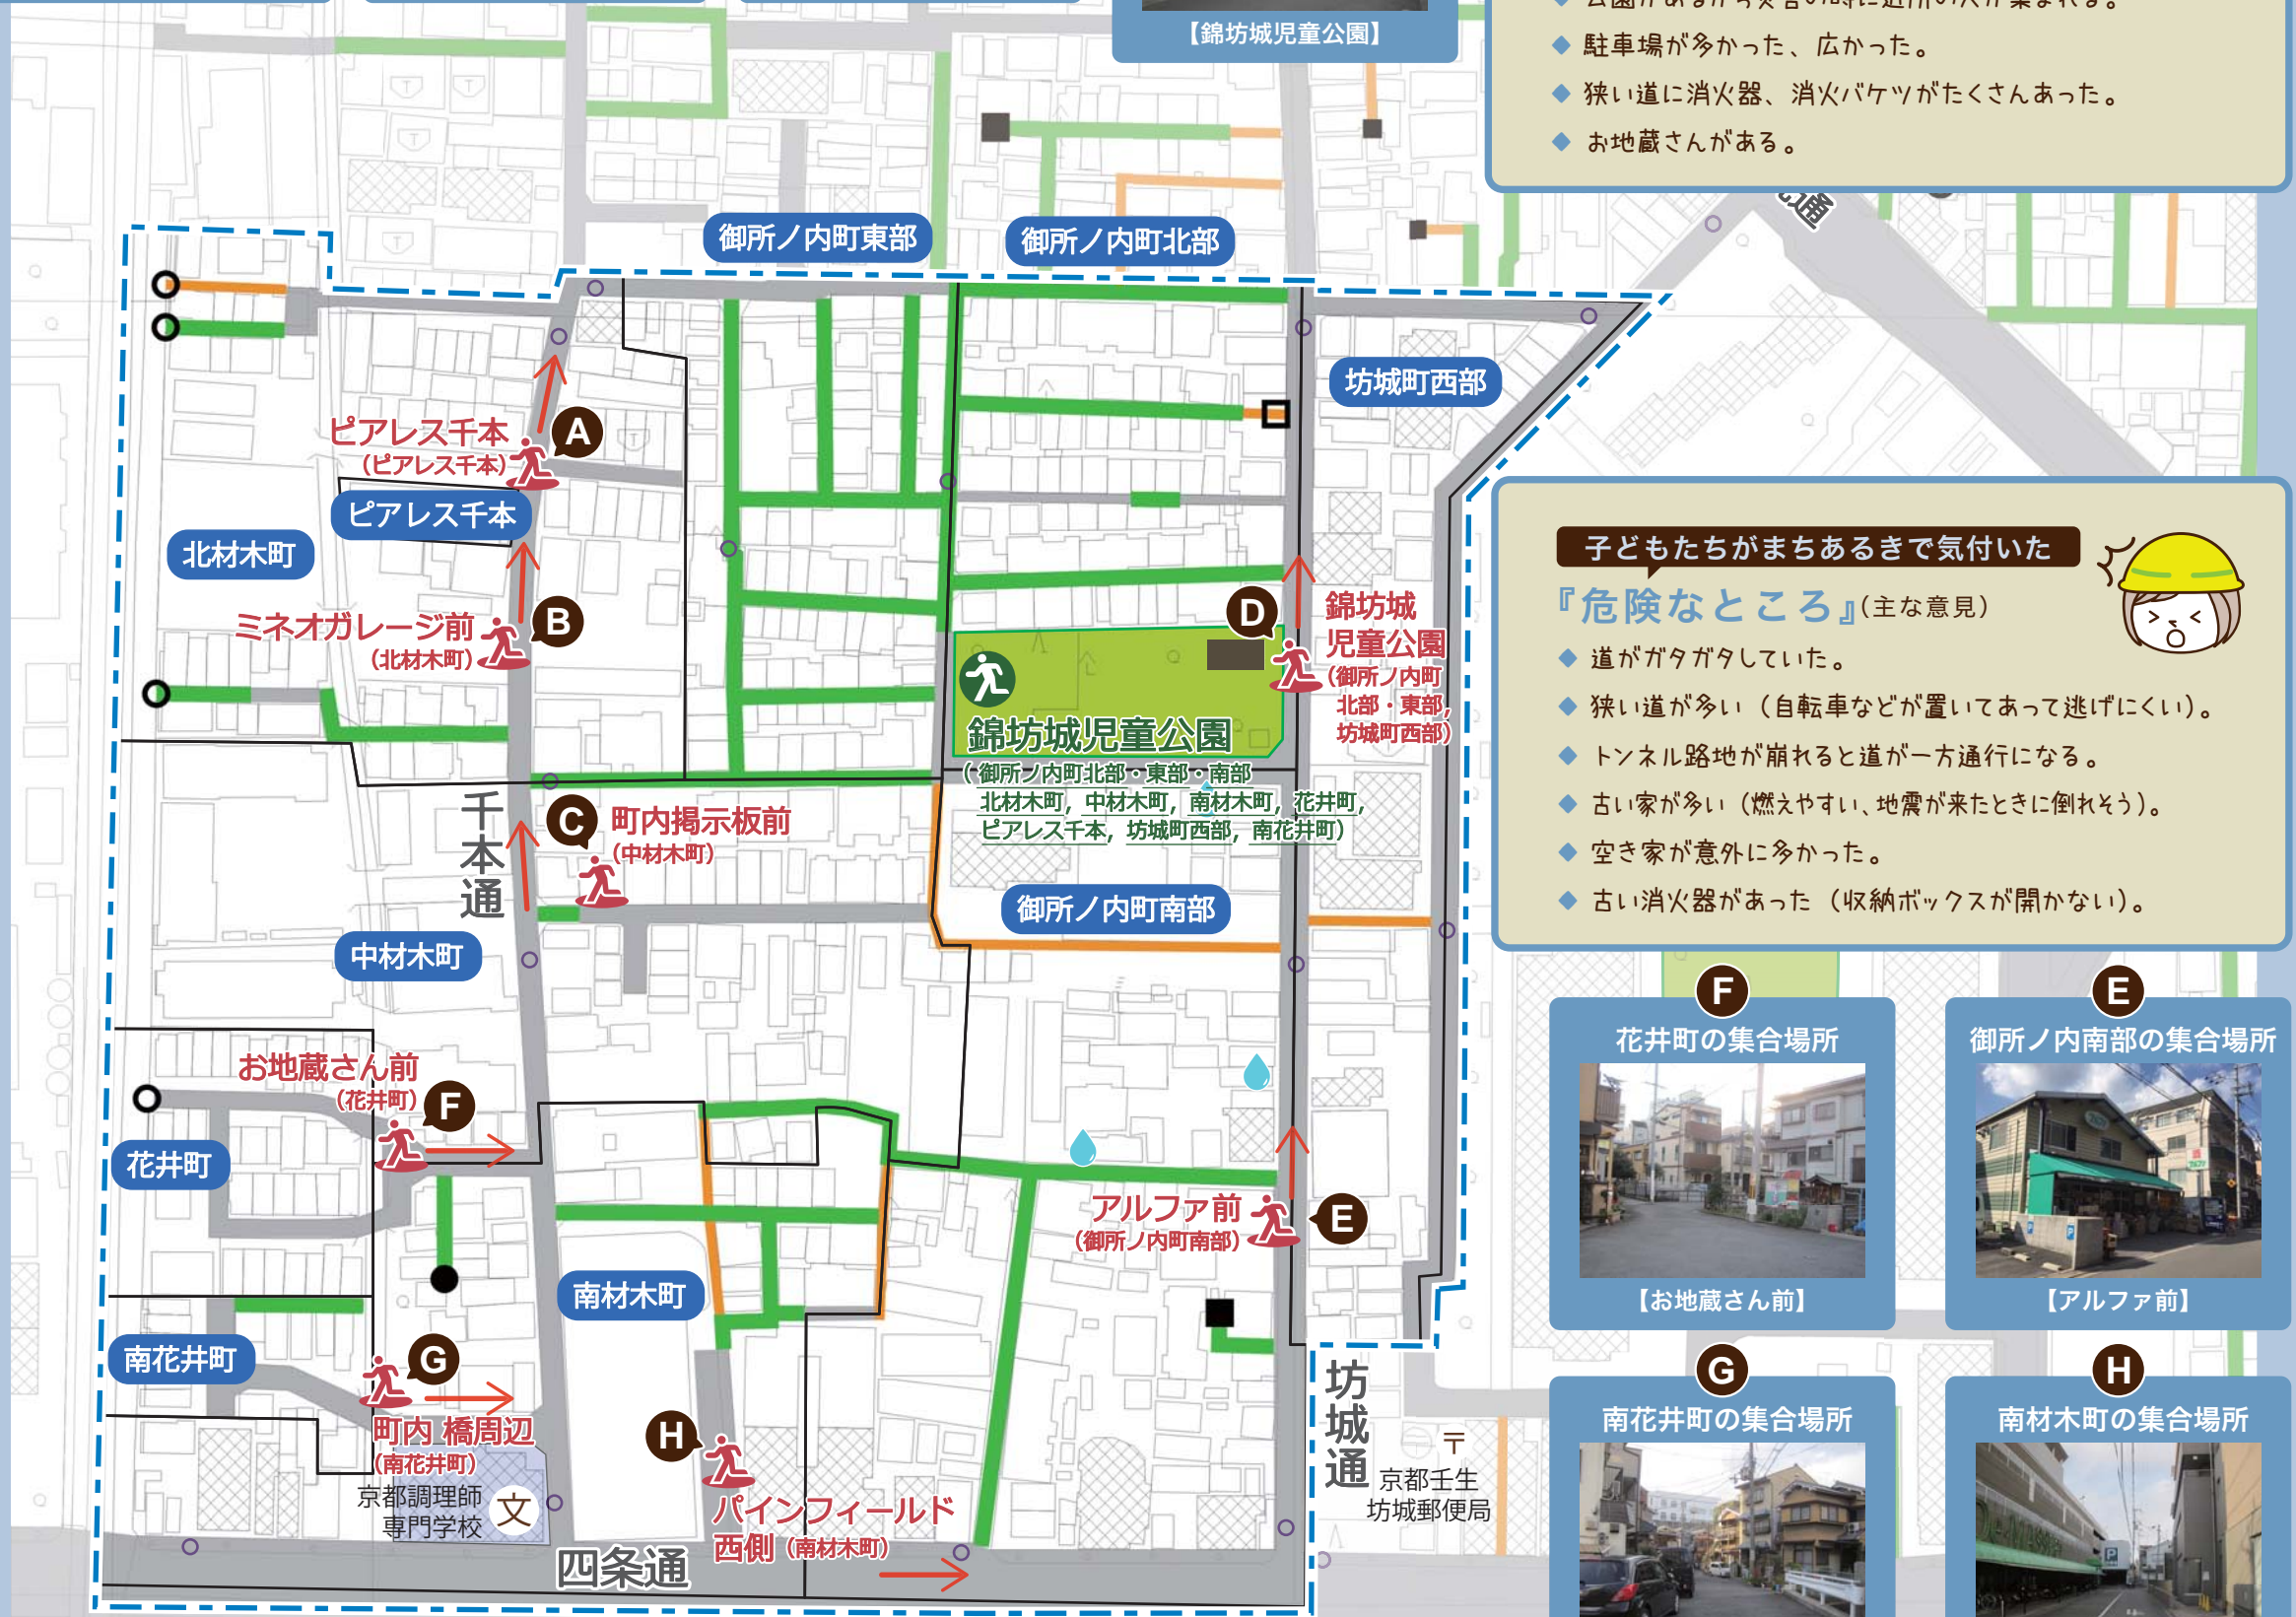 【錦坊城児童公園】
◆ 駐車場が多かった、広かった。
◆ 狭い道に消火器、消火バケツがたくさんあった。
◆ お地蔵さんがある。
御所ノ内町東部
御所ノ内町北部
坊城町西部
ピアレス千本
(ピアレス千本)
A
ピアレス千本
北材木町
ミネオガレージ前
(北材木町)
B
D
錦坊城
児童公園
(御所ノ内町
北部・東部,
坊城町西部)
錦坊城児童公園
(御所ノ内町北部・東部・南部
北材木町, 中材木町, 南材木町, 花井町,
ピアレス千本, 坊城町西部, 南花井町)
千本通
C
町内掲示板前
(中材木町)
御所ノ内町南部
中材木町
お地蔵さん前
(花井町)
F
花井町
アルファ前
(御所ノ内町南部)
E
南材木町
南花井町
G
町内 橋周辺
(南花井町)
京都調理師
専門学校
文
H
パインフィールド
西側 (南材木町)
四条通
坊城通
〒
京都壬生
坊城郵便局
子どもたちがまちあるきで気付いた
『危険なところ』(主な意見)
◆ 道がガタガタしていた。
◆ 狭い道が多い（自転車などが置いてあって逃げにくい）。
◆ トンネル路地が崩れると道が一方通行になる。
◆ 古い家が多い（燃えやすい、地震が来たときに倒れそう）。
◆ 空き家が意外に多かった。
◆ 古い消火器があった（収納ボックスが開かない）。
F
花井町の集合場所
【お地蔵さん前】
E
御所ノ内南部の集合場所
【アルファ前】
G
南花井町の集合場所
H
南材木町の集合場所